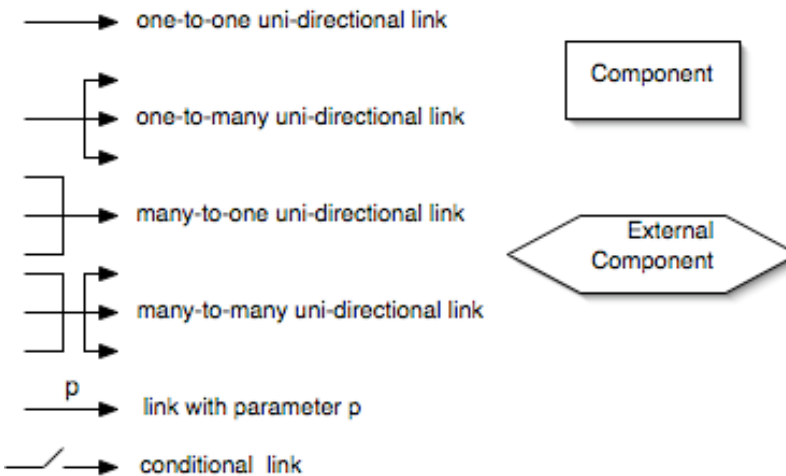 one-to-one uni-directional link
Component
one-to-many uni-directional link
many-to-one uni-directional link
External
Component
many-to-many uni-directional link
p
link with parameter p
conditional link